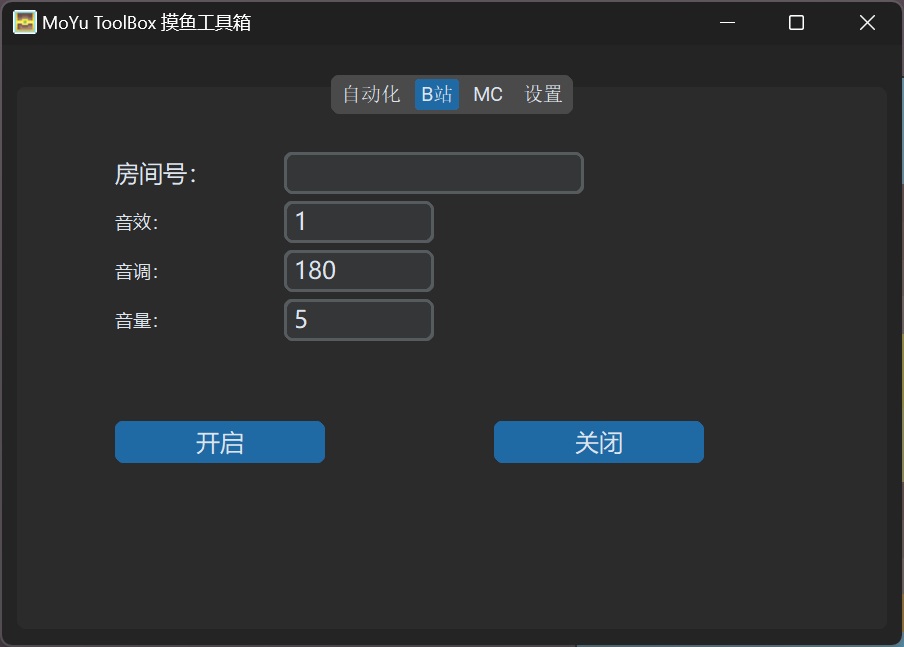 MoYu ToolBox 摸鱼工具箱
自动化 B站 MC 设置
房间号：
音效： 1
音调： 180
音量： 5
开启 关闭